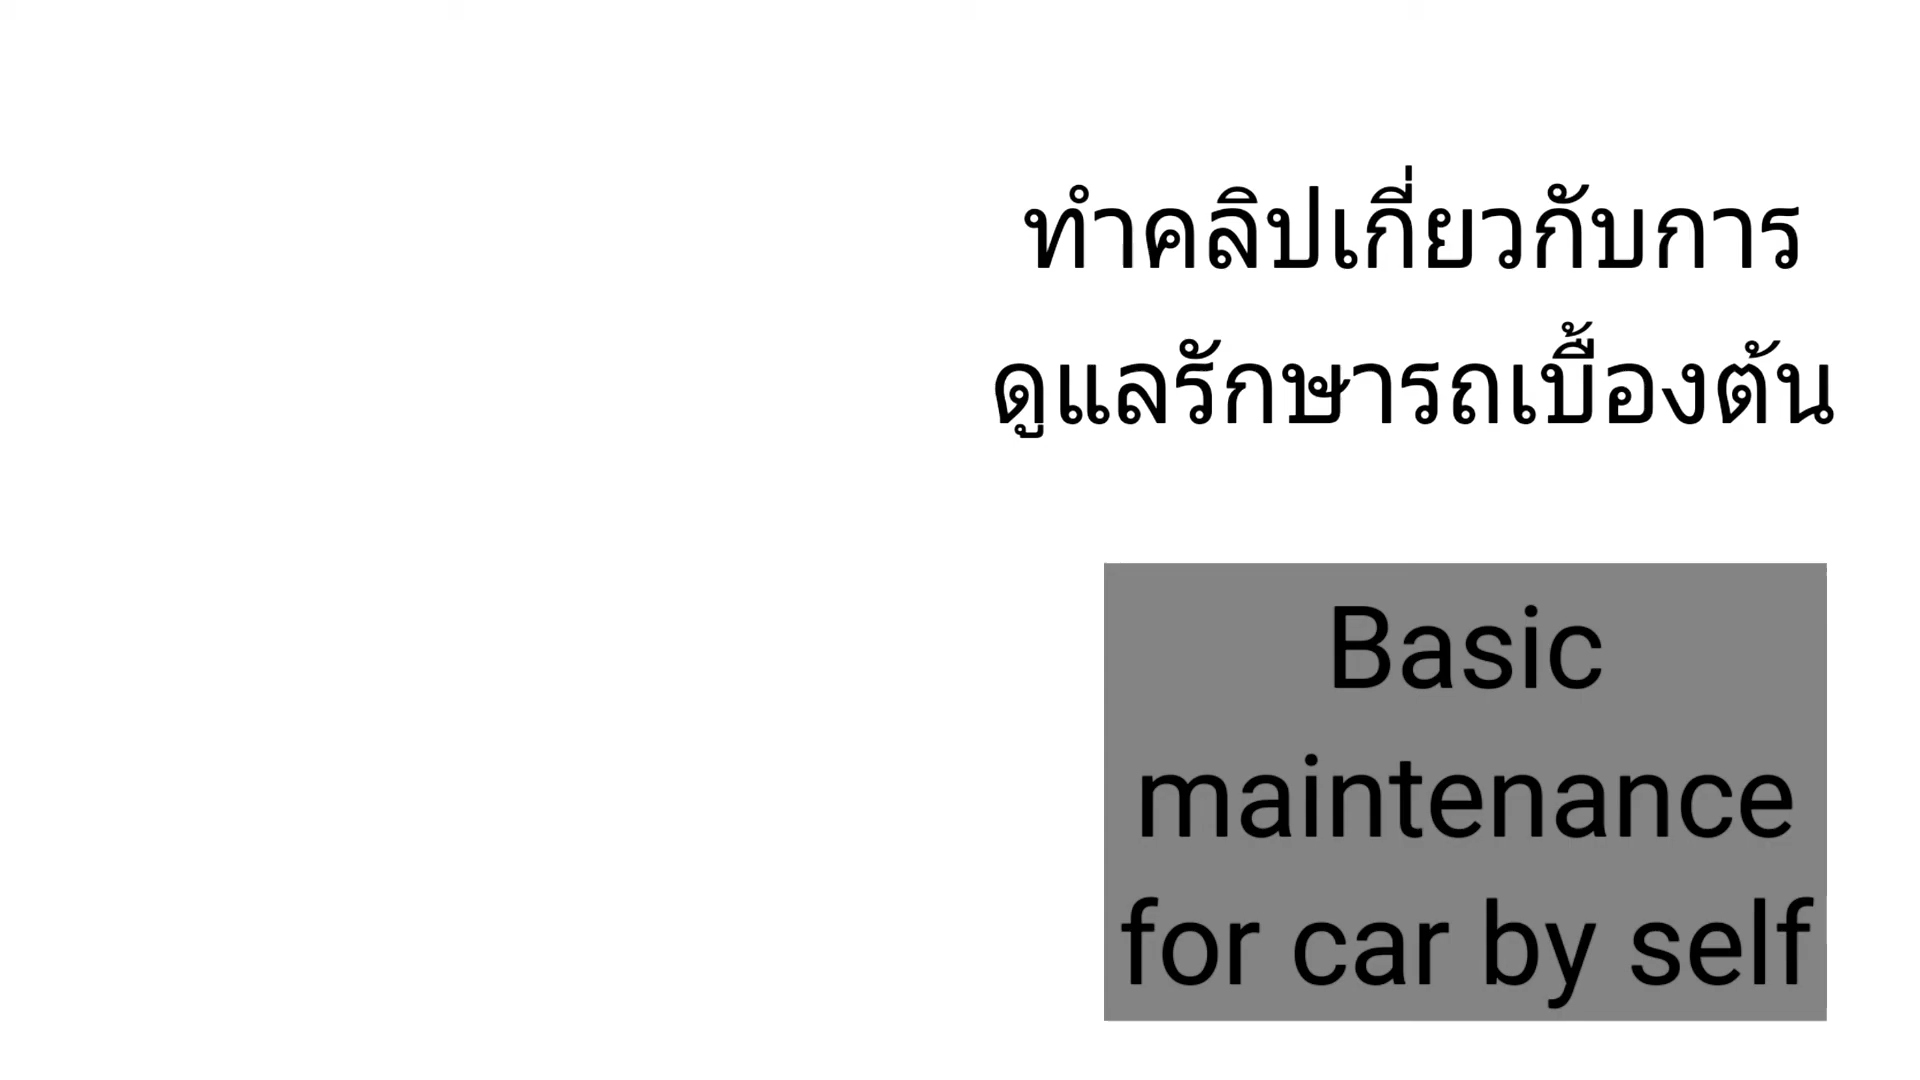 ทำคลิปเกี่ยวกับการ
ดูแลรักษารถเบื้องต้น
Basic
maintenance
for car by self